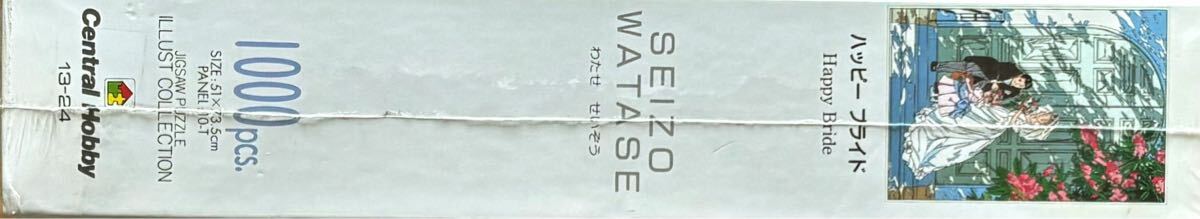 ハッピー ブライド
Happy Bride
SEIZO
WATASE
わたせ せいぞう
1000pcs.
SIZE:51×73.5cm
PANEL:10-T
JIGSAW PUZZLE
ILLUST COLLECTION
Central Hobby
13-24